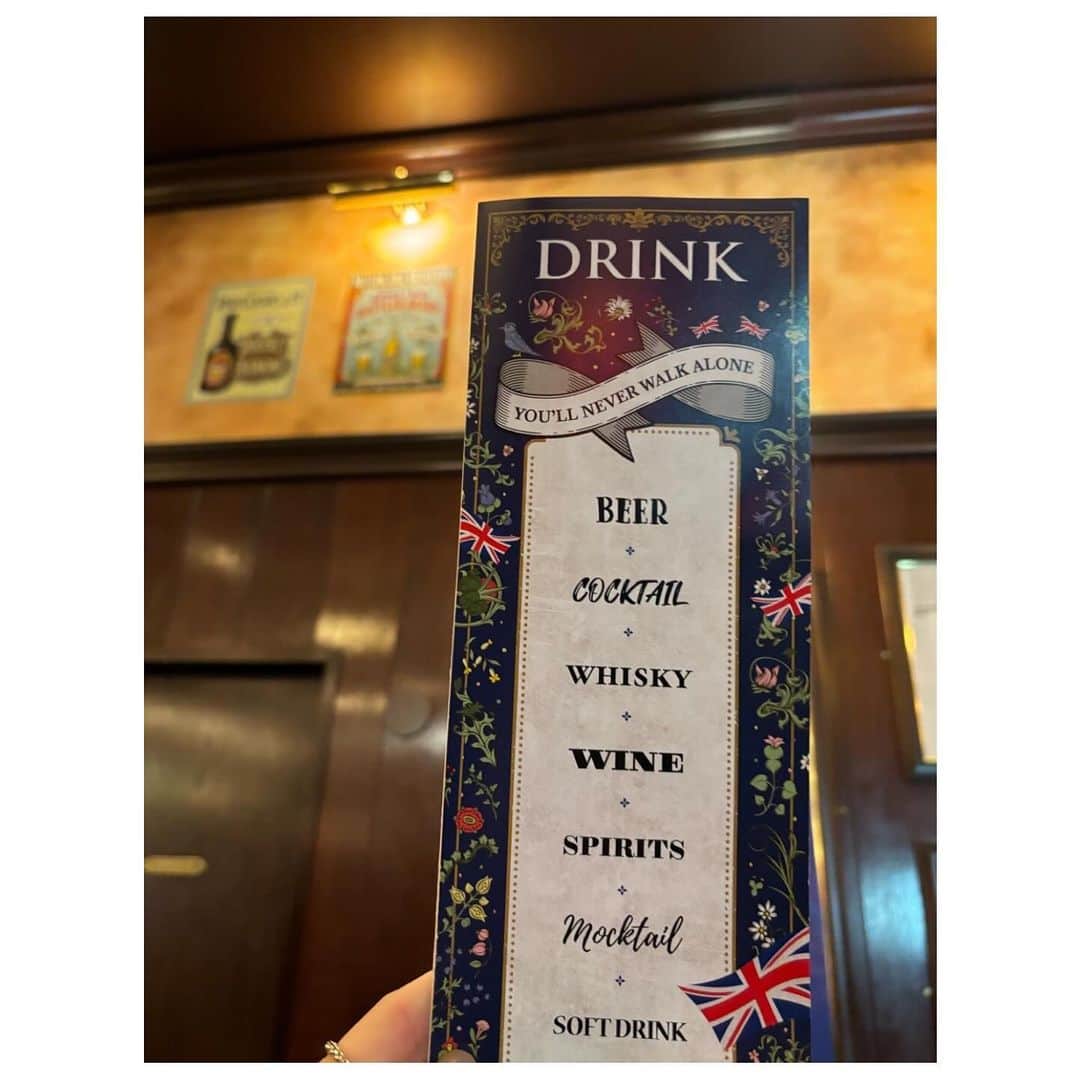 DRINK
YOU'LL NEVER WALK ALONE
BEER
COCKTAIL
WHISKY
WINE
SPIRITS
Mocktail
SOFT DRINK